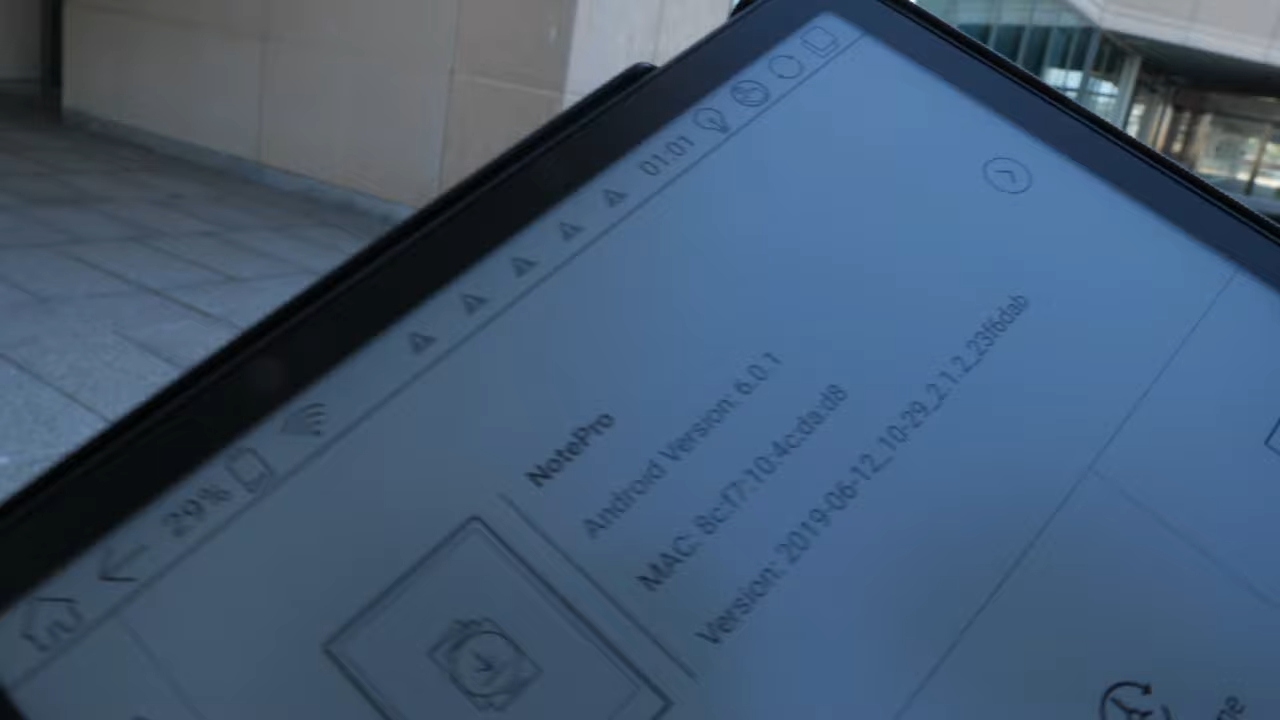 29%
01:01
NotePro
Android Version: 6.0.1
MAC: 8c:f7:10:4c:da:d8
Version: 2019-06-12_10-29_2.1.2_23f6dab